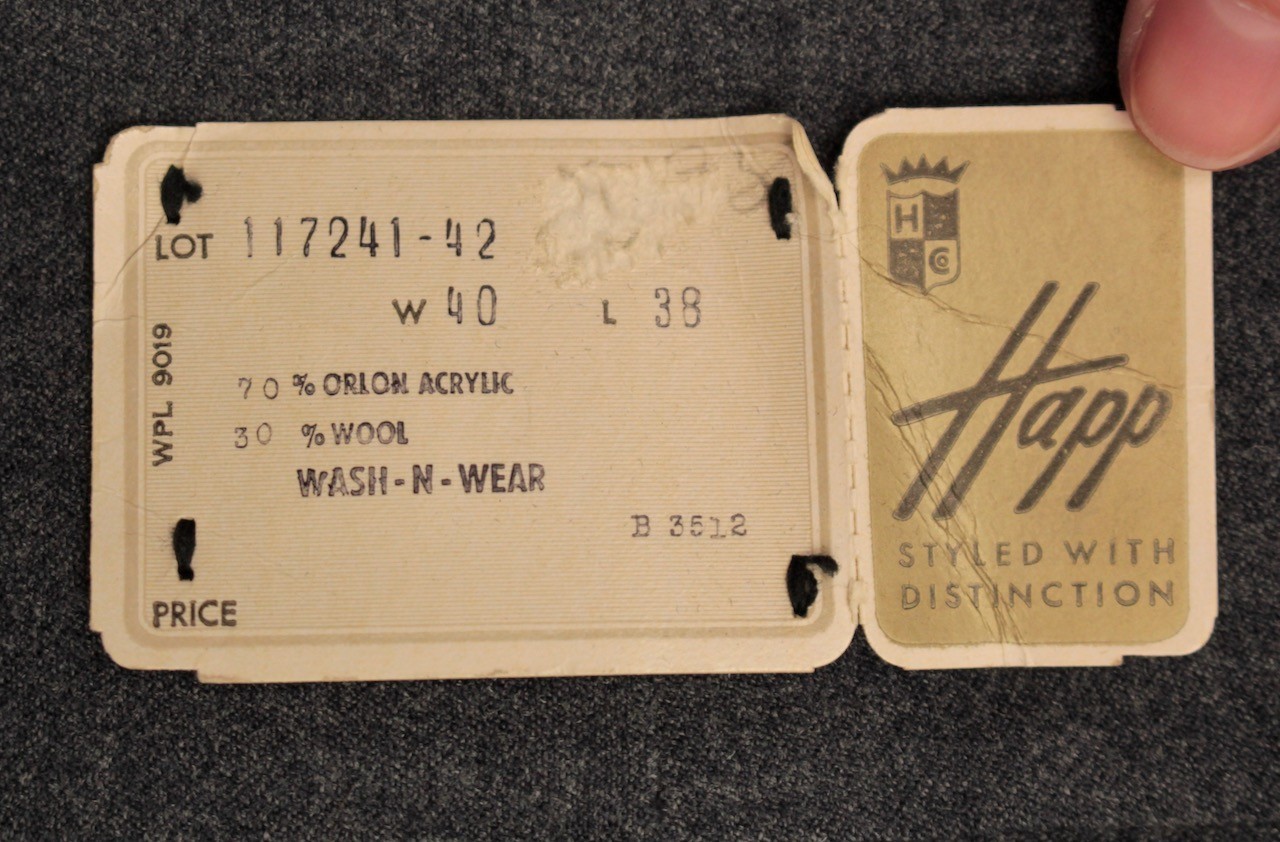 LOT 117241-42
W 40 L 38
WPL 9019
70 % ORLON ACRYLIC
30 % WOOL
WASH-N-WEAR
B 3512
PRICE
H Co
Happ
STYLED WITH
DISTINCTION